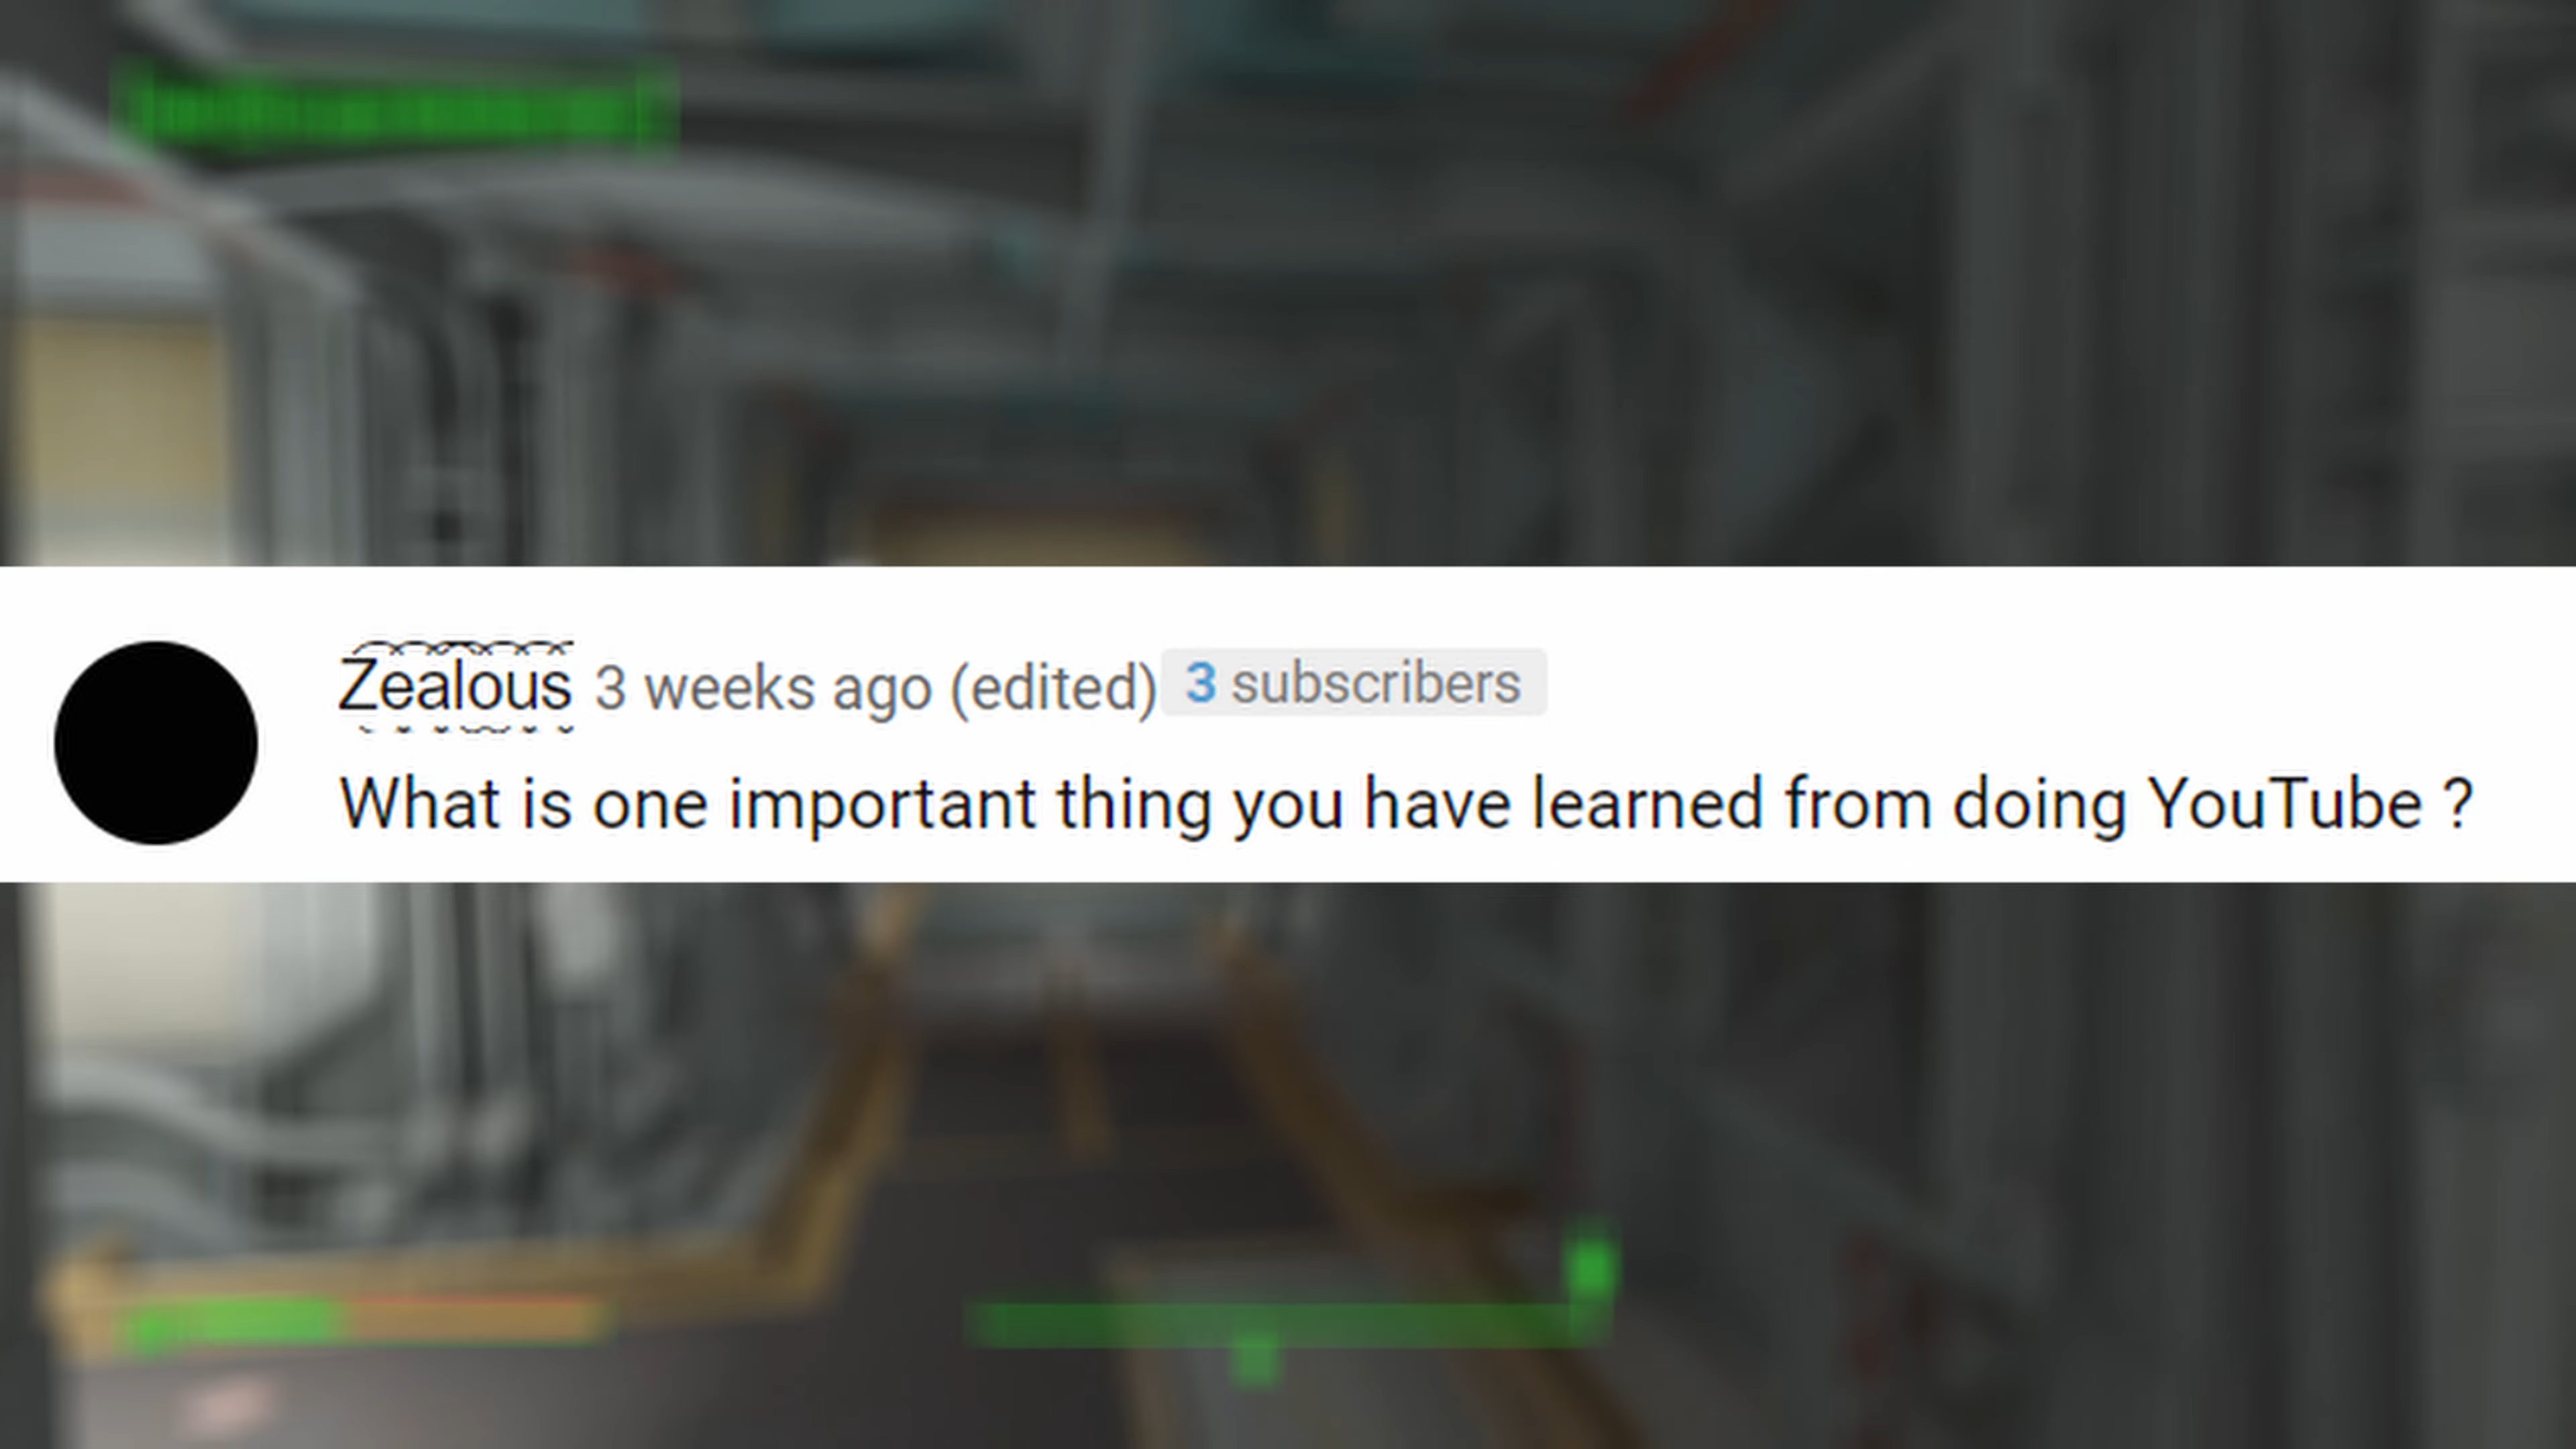 Zealous 3 weeks ago (edited) 3 subscribers
What is one important thing you have learned from doing YouTube ?